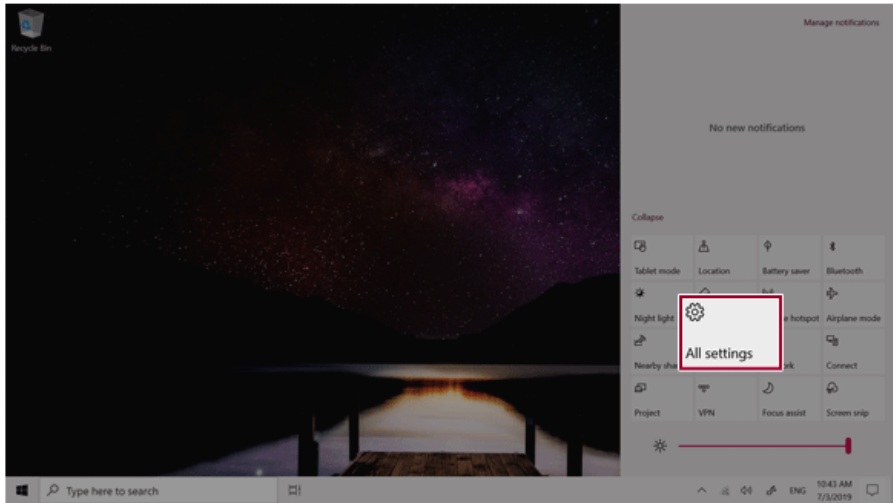 Recycle Bin
Manage notifications
No new notifications
Collapse
Tablet mode
Location
Battery saver
Bluetooth
Night light
hotspot
Airplane mode
All settings
Nearby
Connect
Project
VPN
Focus assist
Screen snip
Type here to search
ENG
10:43 AM
7/3/2019